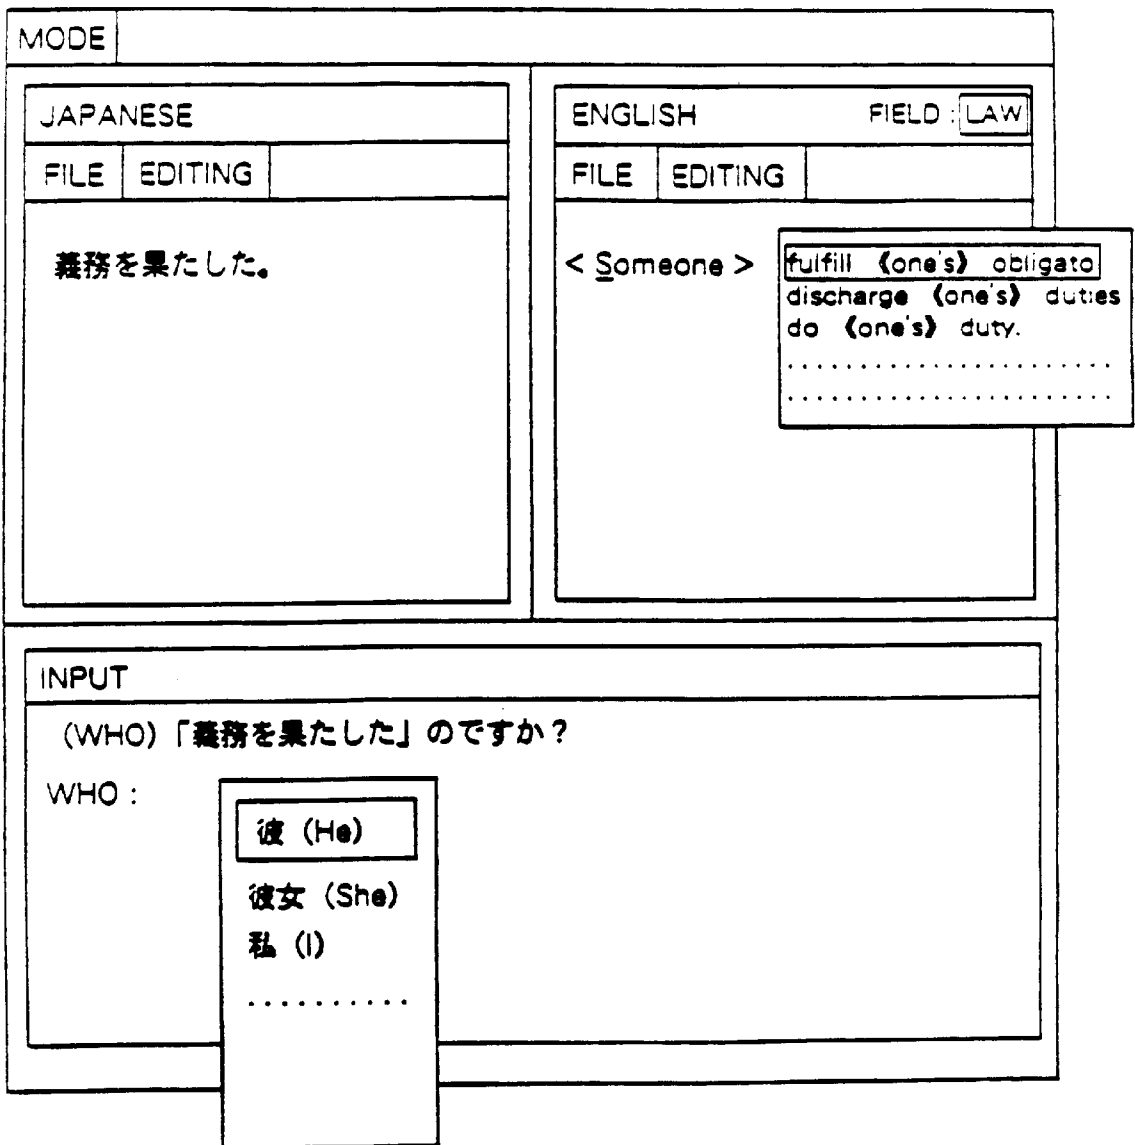 MODE
JAPANESE
FILE EDITING
義務を果たした。
ENGLISH FIELD : LAW
FILE EDITING
< Someone >
fulfill 《one's》 obligato
discharge 《one's》 duties
do 《one's》 duty.
. . . . . . . . . . . . . . . . . . . . . . .
. . . . . . . . . . . . . . . . . . . . . . .
INPUT
(WHO)「義務を果たした」のですか?
WHO :
彼 (He)
彼女 (She)
私 (I)
. . . . . . . . . .